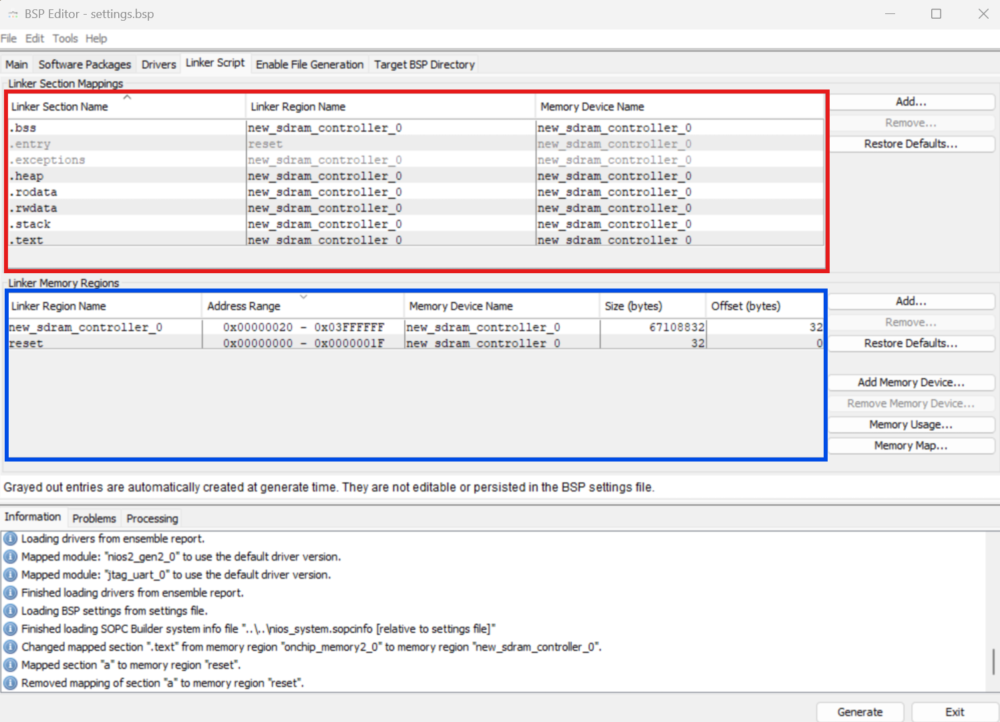 BSP Editor - settings.bsp
File Edit Tools Help
Main Software Packages Drivers Linker Script Enable File Generation Target BSP Directory
Linker Section Mappings
Linker Section Name Linker Region Name Memory Device Name
.bss new_sdram_controller_0 new_sdram_controller_0
.entry reset new_sdram_controller_0
.exceptions new_sdram_controller_0 new_sdram_controller_0
.heap new_sdram_controller_0 new_sdram_controller_0
.rodata new_sdram_controller_0 new_sdram_controller_0
.rwdata new_sdram_controller_0 new_sdram_controller_0
.stack new_sdram_controller_0 new_sdram_controller_0
.text new_sdram_controller_0 new_sdram_controller_0
Add...
Remove...
Restore Defaults...
Linker Memory Regions
Linker Region Name Address Range Memory Device Name Size (bytes) Offset (bytes)
new_sdram_controller_0 0x00000020 - 0x03FFFFFF new_sdram_controller_0 67108832 32
reset 0x00000000 - 0x0000001F new_sdram_controller_0 32 0
Add...
Remove...
Restore Defaults...
Add Memory Device...
Remove Memory Device...
Memory Usage...
Memory Map...
Grayed out entries are automatically created at generate time. They are not editable or persisted in the BSP settings file.
Information Problems Processing
Loading drivers from ensemble report.
Mapped module: "nios2_gen2_0" to use the default driver version.
Mapped module: "jtag_uart_0" to use the default driver version.
Finished loading drivers from ensemble report.
Loading BSP settings from settings file.
Finished loading SOPC Builder system info file "..\..\nios_system.sopcinfo [relative to settings file]"
Changed mapped section ".text" from memory region "onchip_memory2_0" to memory region "new_sdram_controller_0".
Mapped section "a" to memory region "reset".
Removed mapping of section "a" to memory region "reset".
Generate Exit